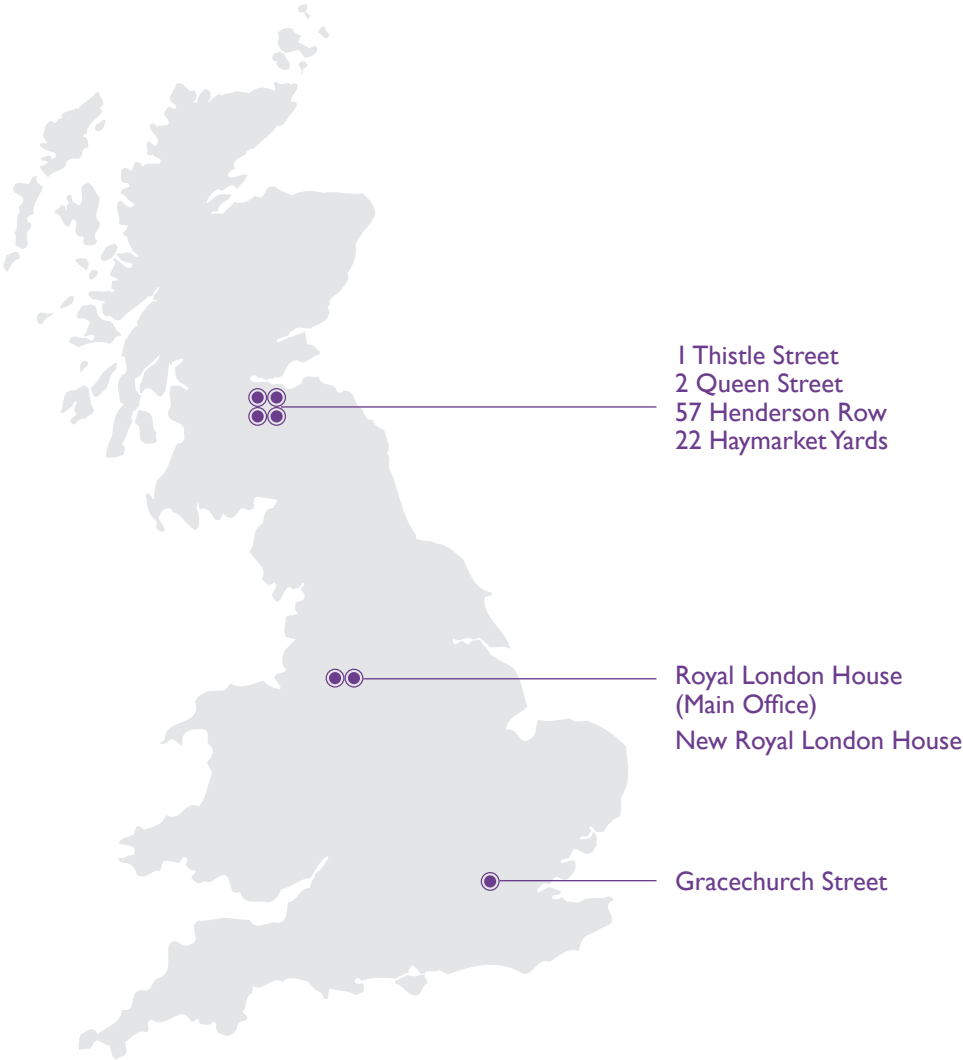 1 Thistle Street
2 Queen Street
57 Henderson Row
22 Haymarket Yards
Royal London House
(Main Office)
New Royal London House
Gracechurch Street